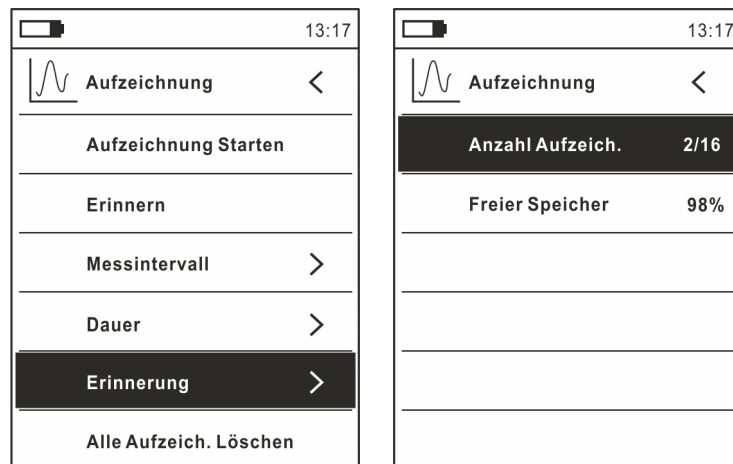 13:17
Aufzeichnung <
Aufzeichnung Starten
Erinnern
Messintervall >
Dauer >
Erinnerung >
Alle Aufzeich. Löschen
13:17
Aufzeichnung <
Anzahl Aufzeich. 2/16
Freier Speicher 98%